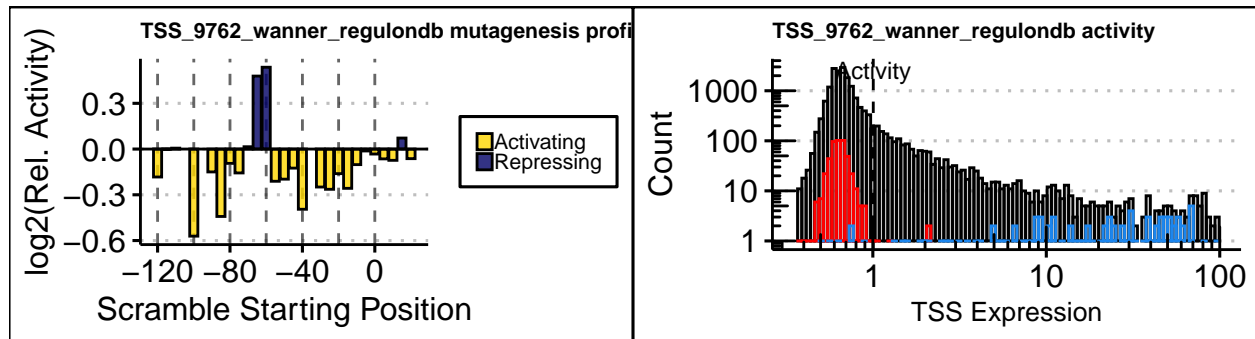 TSS_9762_wanner_regulondb mutagenesis profi
log2(Rel. Activity)
0.3
0.0
−0.3
−0.6
−120 −80 −40 0
Scramble Starting Position
Activating
Repressing
TSS_9762_wanner_regulondb activity
Activity
Count
1000
100
10
1
1 10 100
TSS Expression